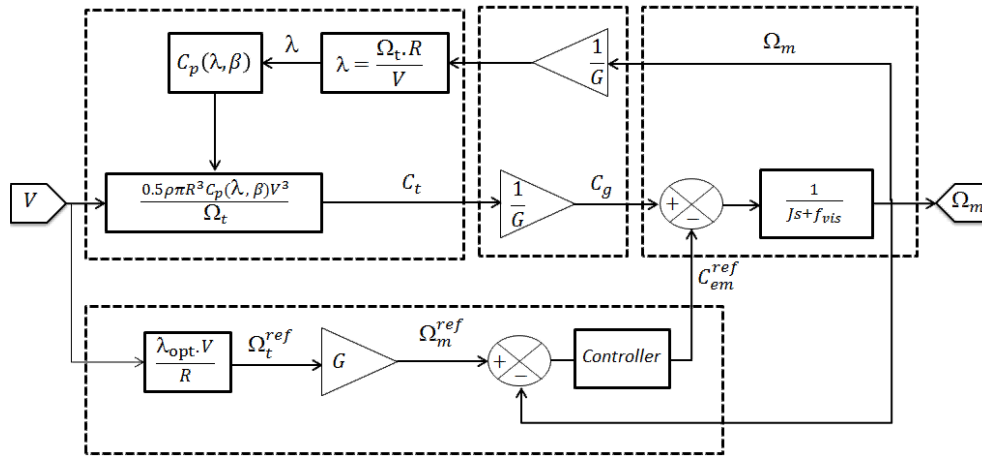 C_p(λ, β)
λ
λ = Ω_t.R / V
1/G
Ω_m
V
0.5ρπR^3 C_p(λ, β)V^3 / Ω_t
C_t
1/G
C_g
+
−
1 / Js+f_vis
Ω_m
C_em^ref
λ_opt.V / R
Ω_t^ref
G
Ω_m^ref
+
−
Controller